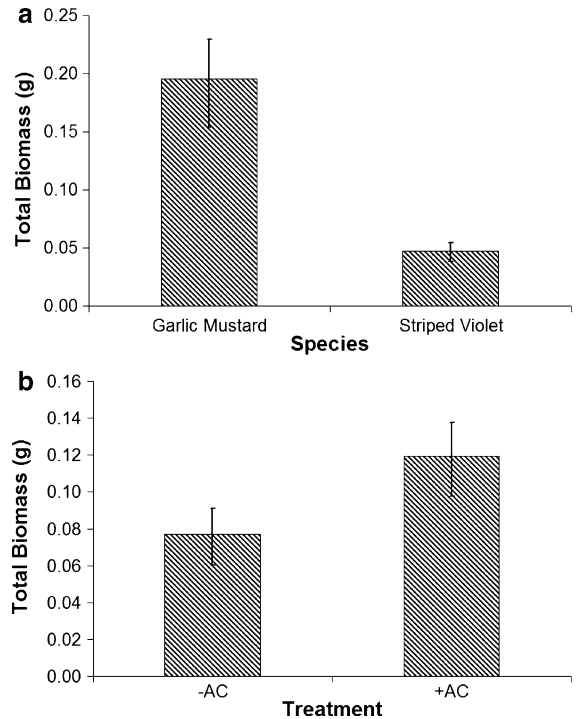 a
Total Biomass (g)
0.25
0.20
0.15
0.10
0.05
0.00
Garlic Mustard
Striped Violet
Species
b
Total Biomass (g)
0.16
0.14
0.12
0.10
0.08
0.06
0.04
0.02
0.00
-AC
+AC
Treatment